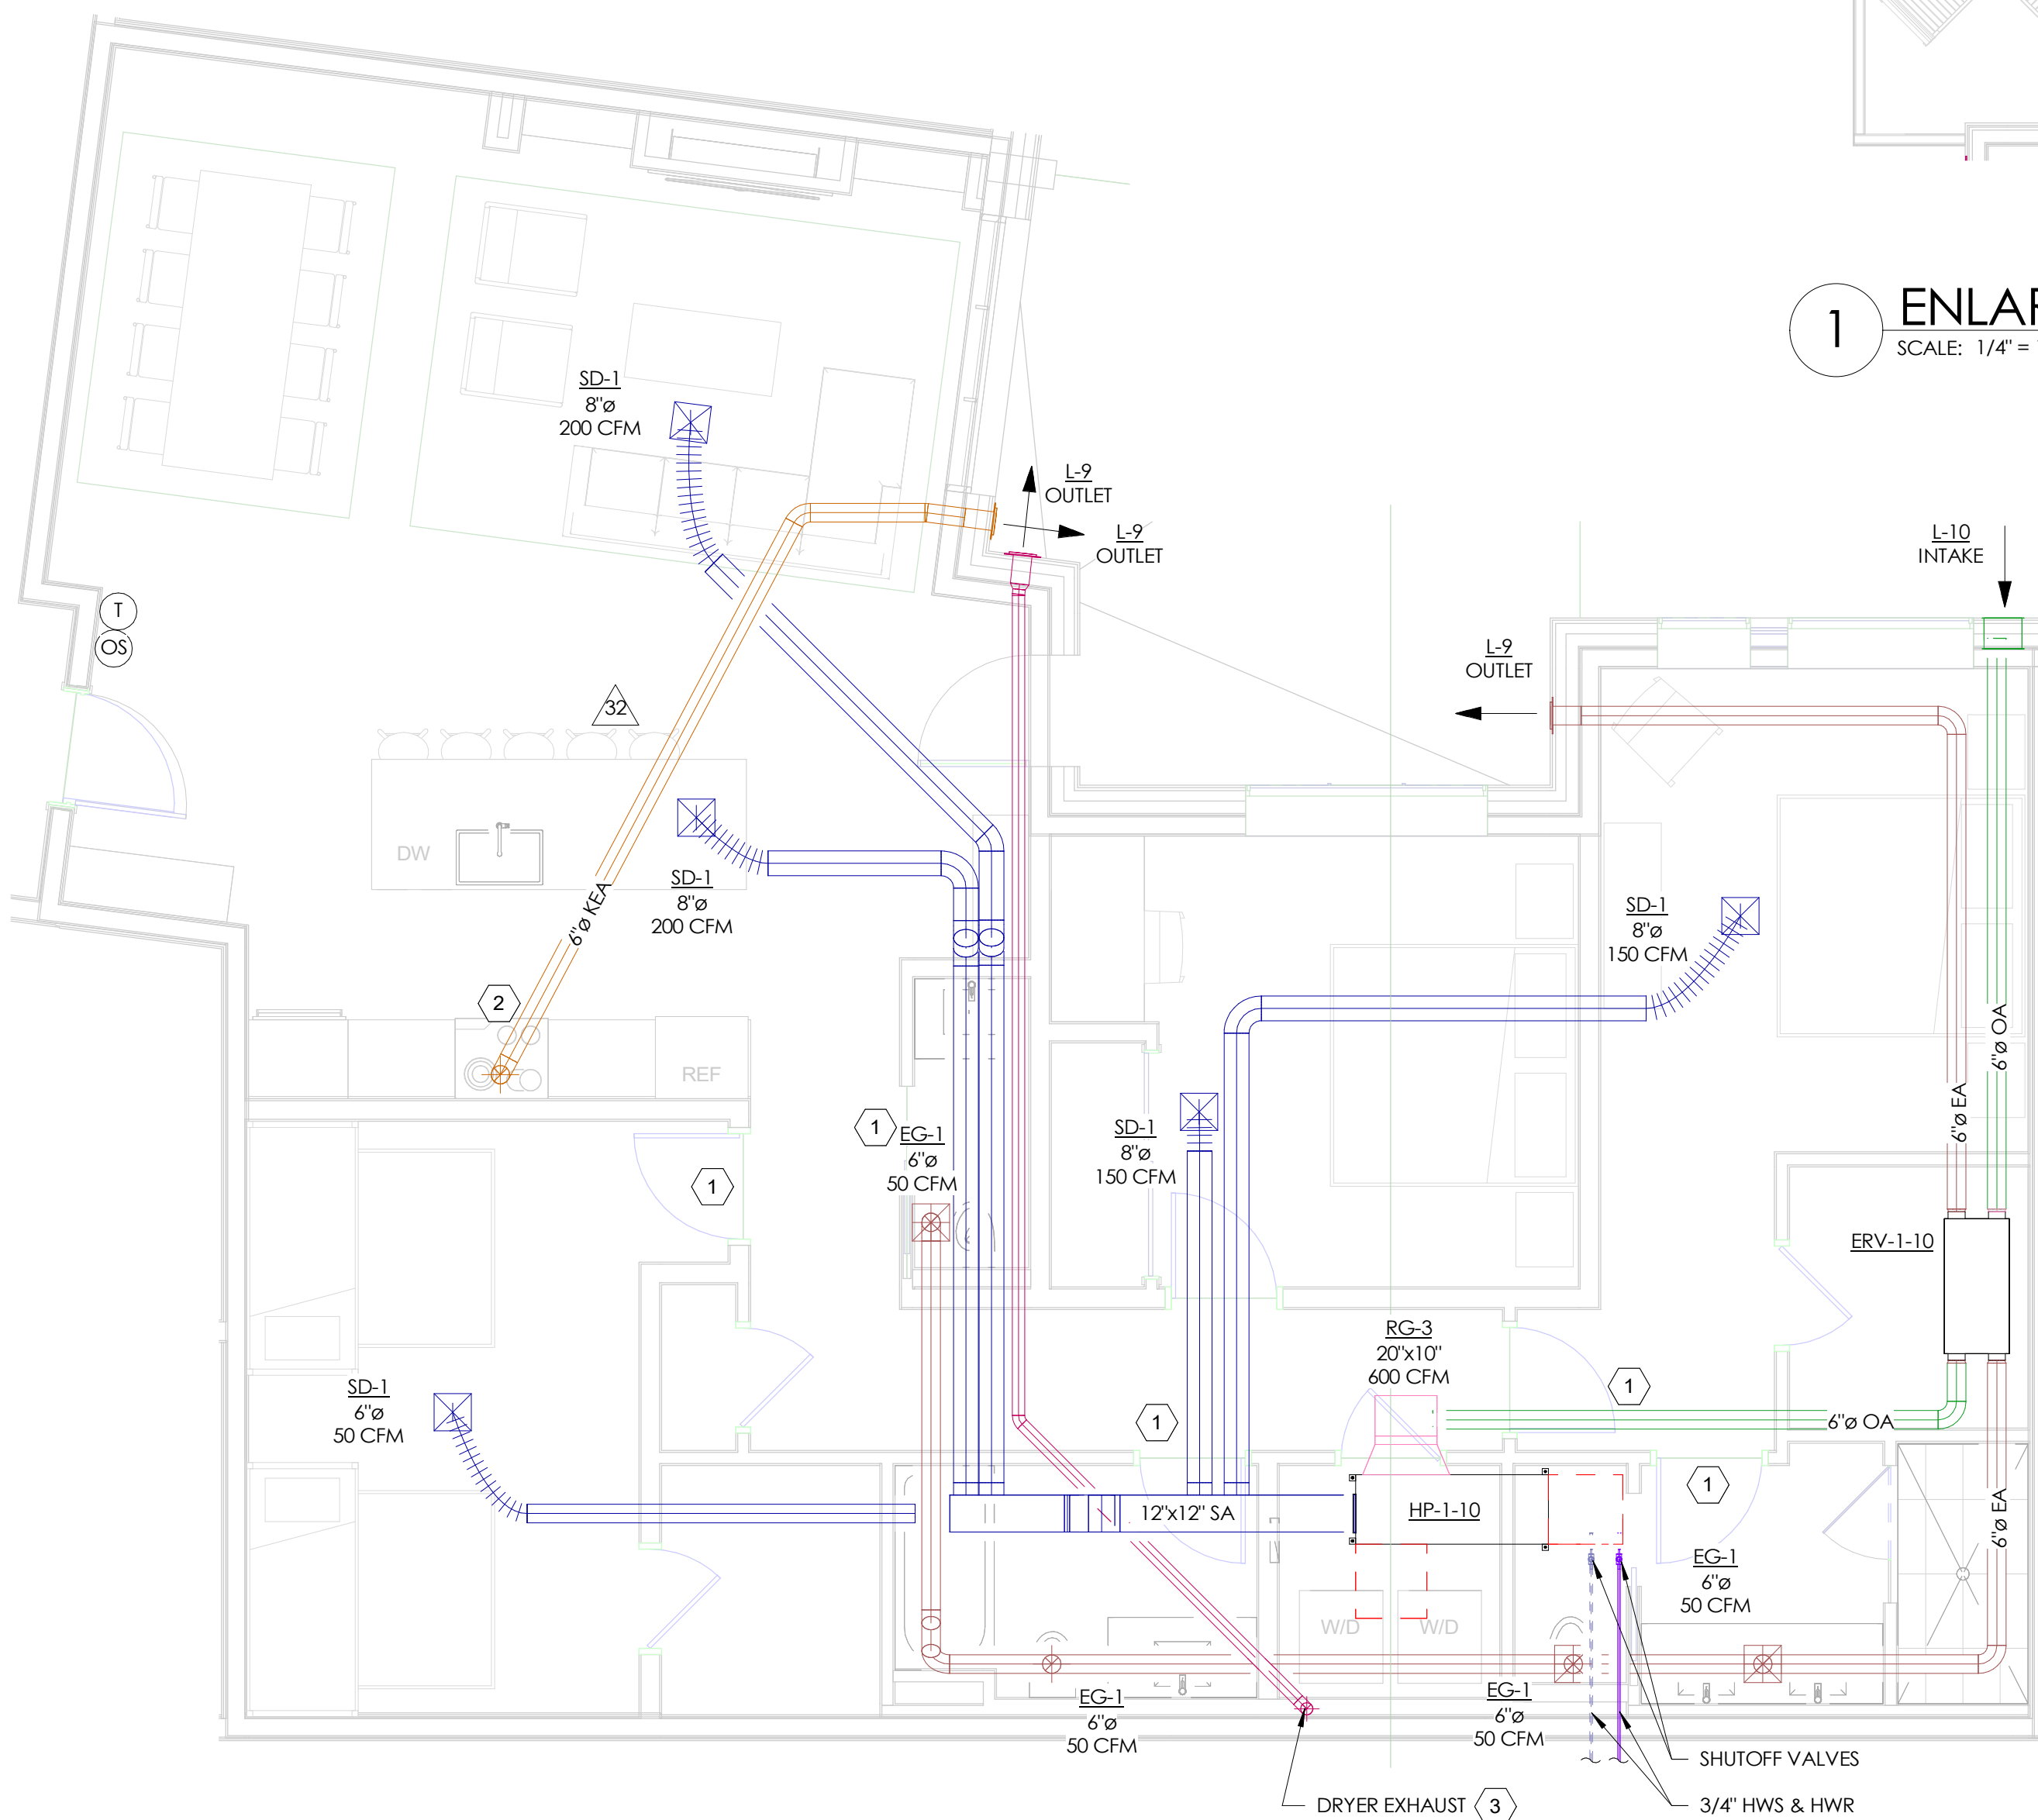 1
ENLAR
SCALE: 1/4" =
SD-1
8"ø
200 CFM
L-9
OUTLET
L-9
OUTLET
L-10
INTAKE
T
OS
L-9
OUTLET
32
DW
SD-1
8"ø
200 CFM
6"ø KEA
SD-1
8"ø
150 CFM
2
REF
6"ø OA
6"ø EA
1
EG-1
6"ø
50 CFM
SD-1
8"ø
150 CFM
1
ERV-1-10
RG-3
20"x10"
600 CFM
SD-1
6"ø
50 CFM
1
1
6"ø OA
1
12"x12" SA
HP-1-10
6"ø EA
EG-1
6"ø
50 CFM
W/D
W/D
EG-1
6"ø
50 CFM
EG-1
6"ø
50 CFM
SHUTOFF VALVES
DRYER EXHAUST 3
3/4" HWS & HWR